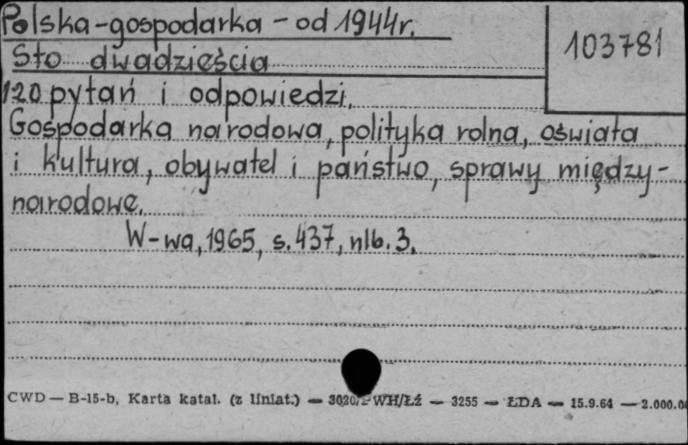 Polska-gospodarka - od 1944r.
103781
Sto dwadzieścia
120 pytań i odpowiedzi.
Gospodarka narodowa, polityka rolna, oświata
i kultura, obywatel i państwo, sprawy między-
narodowe.
W-wa, 1965, s. 437, nlb. 3.
CWD — B-15-b, Karta katal. (z liniat.) — WH/Łź — 3255 — ŁDA — 15.9.64 — 2.000.0